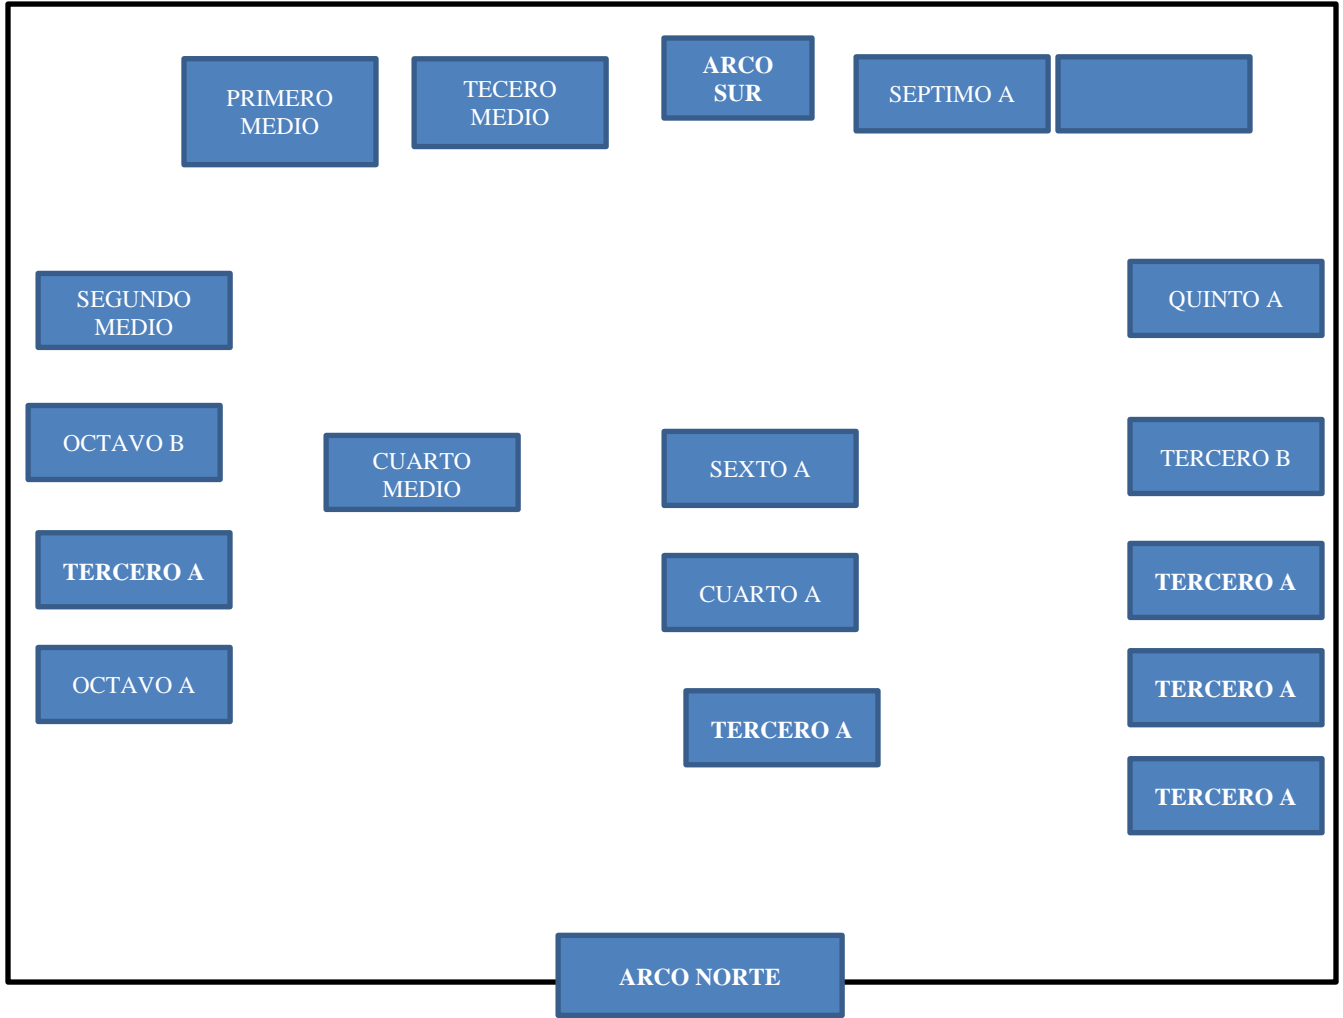 PRIMERO
MEDIO
TECERO
MEDIO
ARCO
SUR
SEPTIMO A
SEGUNDO
MEDIO
QUINTO A
OCTAVO B
CUARTO
MEDIO
SEXTO A
TERCERO B
TERCERO A
CUARTO A
TERCERO A
OCTAVO A
TERCERO A
TERCERO A
TERCERO A
ARCO NORTE